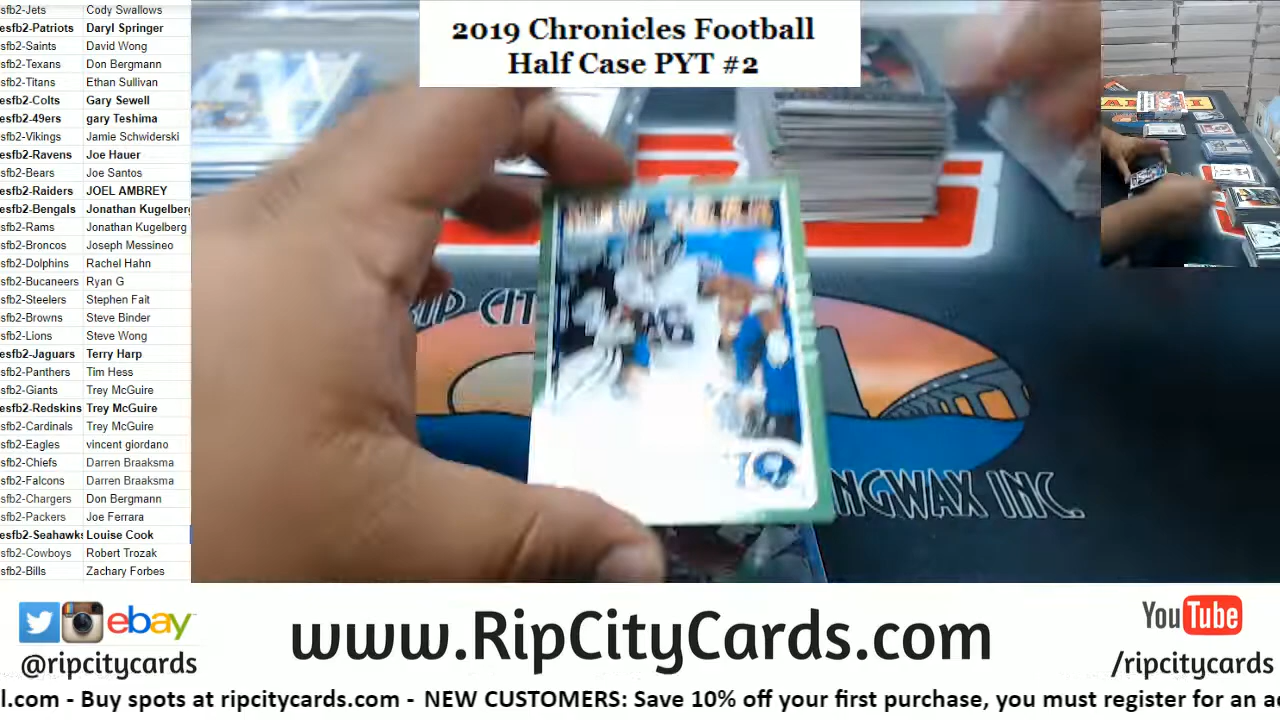 sfb2-Jets Cody Swallows
esfb2-Patriots Daryl Springer
sfb2-Saints David Wong
sfb2-Texans Don Bergmann
sfb2-Titans Ethan Sullivan
esfb2-Colts Gary Sewell
esfb2-49ers gary Teshima
sfb2-Vikings Jamie Schwiderski
esfb2-Ravens Joe Hauer
sfb2-Bears Joe Santos
esfb2-Raiders JOEL AMBREY
esfb2-Bengals Jonathan Kugelberg
sfb2-Rams Jonathan Kugelberg
sfb2-Broncos Joseph Messineo
sfb2-Dolphins Rachel Hahn
sfb2-Bucaneers Ryan G
sfb2-Steelers Stephen Fait
sfb2-Browns Steve Binder
sfb2-Lions Steve Wong
esfb2-Jaguars Terry Harp
sfb2-Panthers Tim Hess
sfb2-Giants Trey McGuire
esfb2-Redskins Trey McGuire
sfb2-Cardinals Trey McGuire
sfb2-Eagles vincent giordano
sfb2-Chiefs Darren Braaksma
sfb2-Falcons Darren Braaksma
sfb2-Chargers Don Bergmann
sfb2-Packers Joe Ferrara
esfb2-Seahawks Louise Cook
sfb2-Cowboys Robert Trozak
sfb2-Bills Zachary Forbes
2019 Chronicles Football
Half Case PYT #2
RIP CIT
NGWAX INC.
ebay
@ripcitycards
www.RipCityCards.com
YouTube
/ripcitycards
l.com - Buy spots at ripcitycards.com - NEW CUSTOMERS: Save 10% off your first purchase, you must register for an a